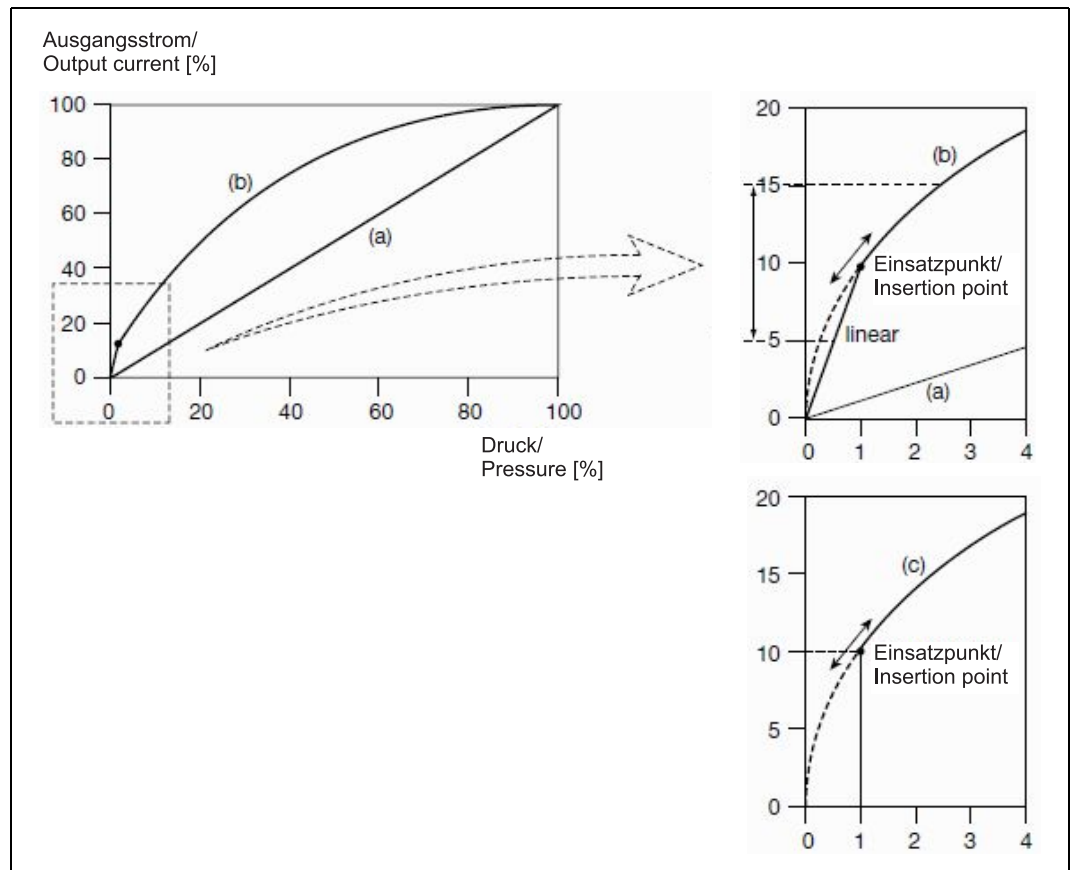 Ausgangsstrom/
Output current [%]
100
80
60
40
20
0
(b)
(a)
0 20 40 60 80 100
Druck/
Pressure [%]
20
15
10
5
0
(b)
Einsatzpunkt/
Insertion point
linear
(a)
0 1 2 3 4
20
15
10
5
0
(c)
Einsatzpunkt/
Insertion point
0 1 2 3 4